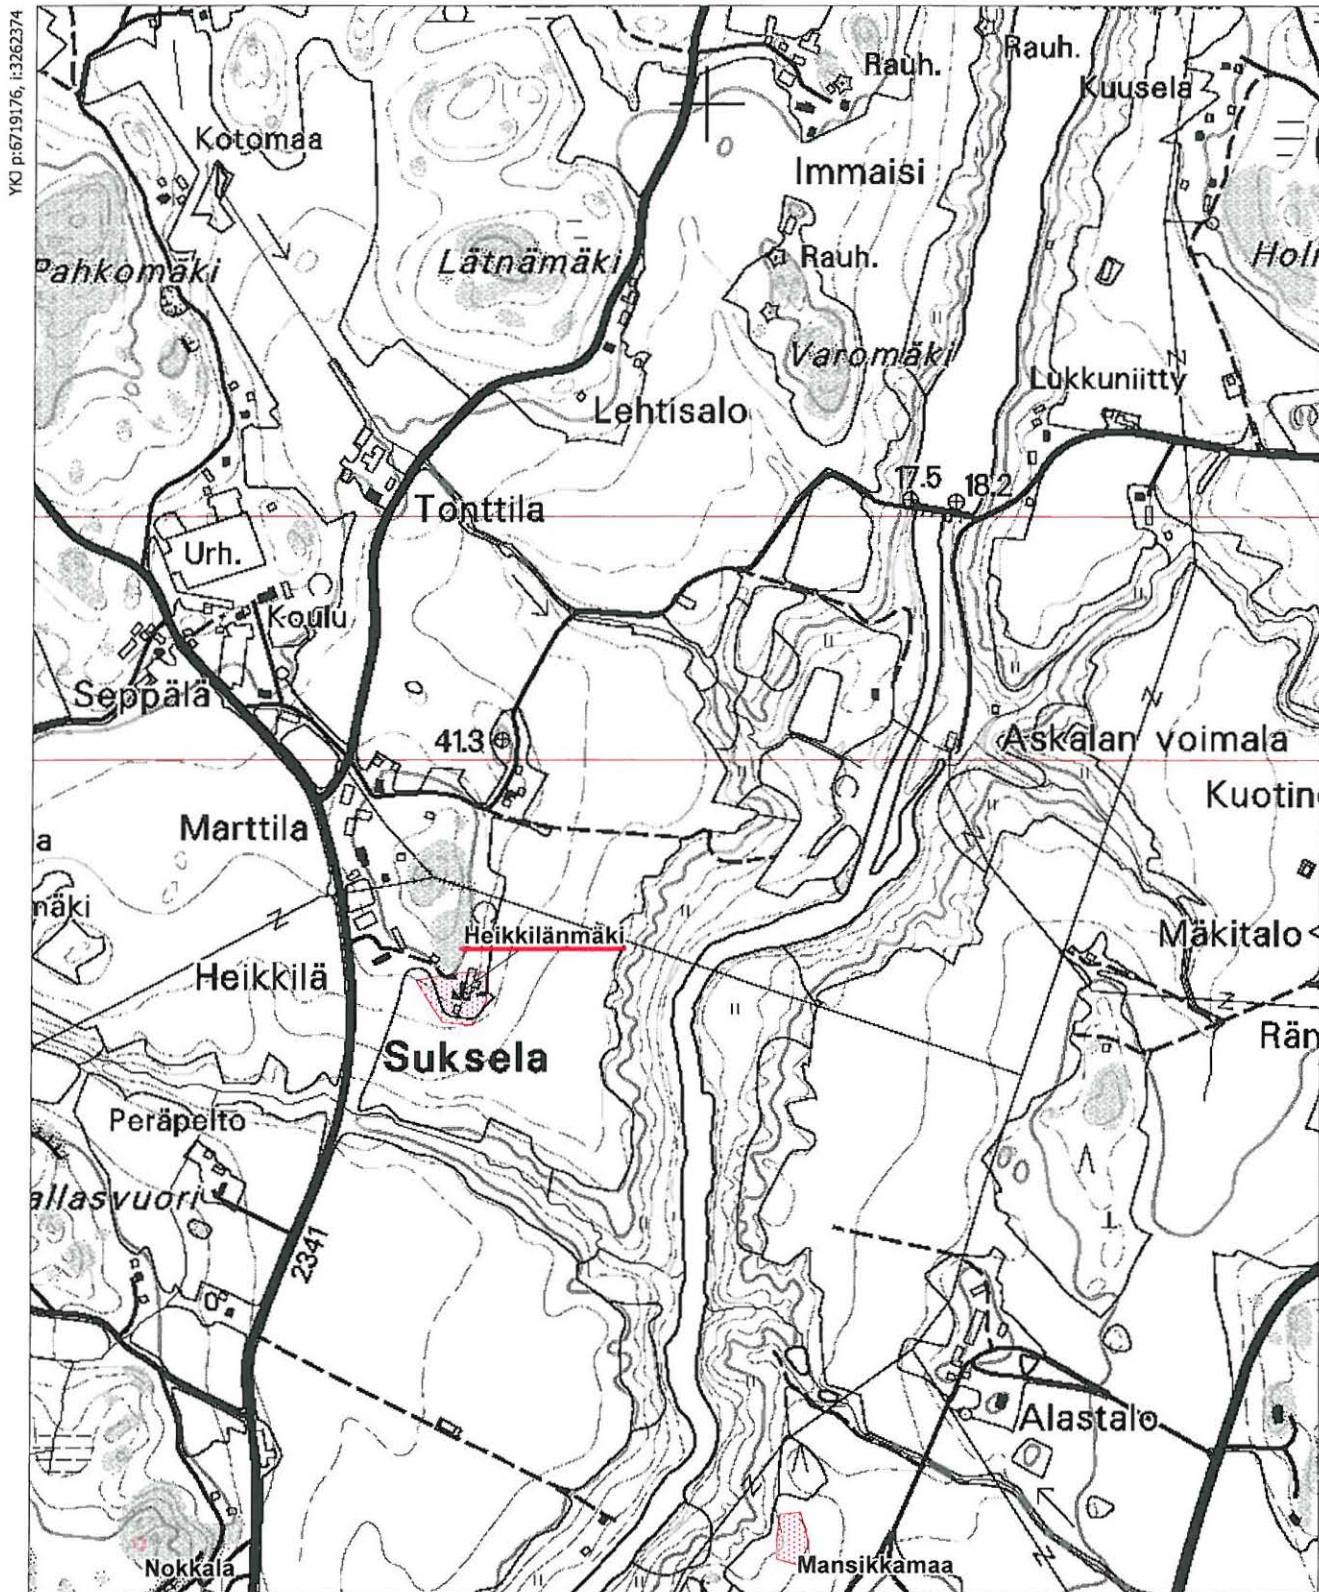 YKJ p:6719176, i:3262374
Rauh.
Rauh.
Kuusela
Kotomaa
Immaisi
Pahkomäki
Lätnämäki
Rauh.
Varomäki
Lukkuniitty
Lehtisalo
17.5
18.2
Tonttila
Urh.
Koulu
Seppälä
41.3
Askalan voimala
Marttila
Heikkilänmäki
Mäkitalo
Heikkilä
Suksela
Peräpelto
allasvuori
2341
Alastalo
Nokkala
Mansikkamaa